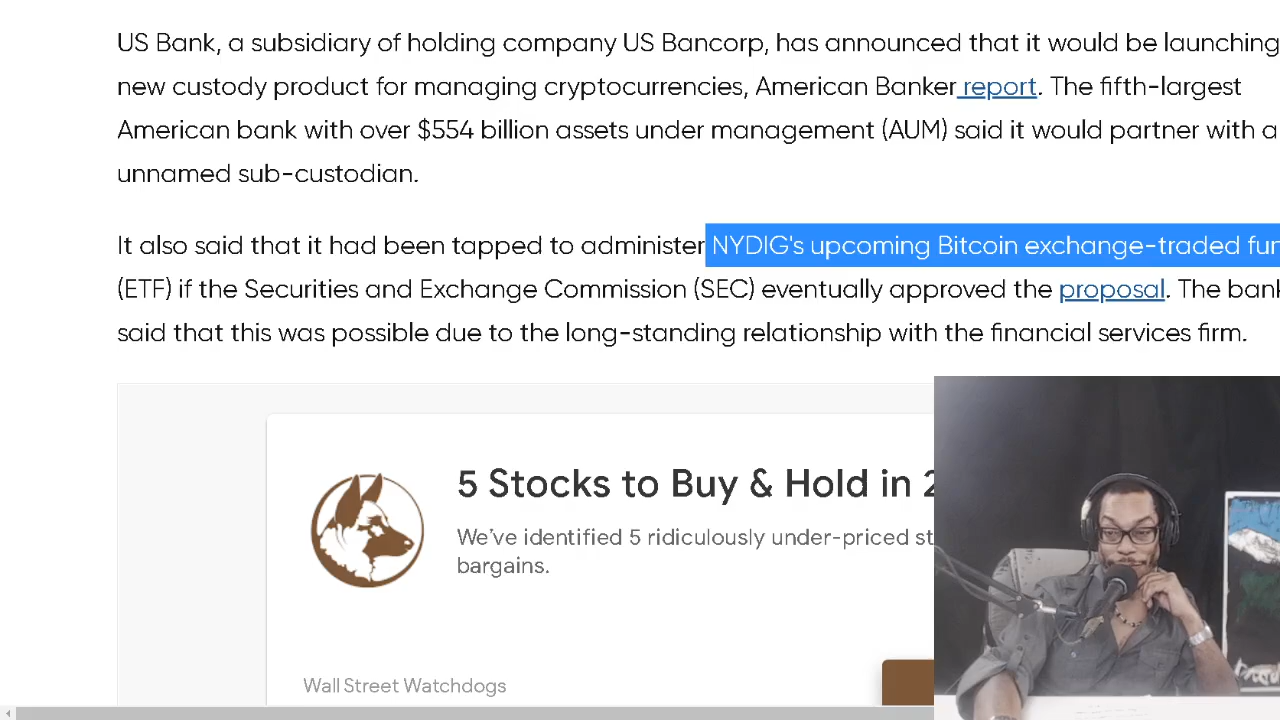 US Bank, a subsidiary of holding company US Bancorp, has announced that it would be launching
new custody product for managing cryptocurrencies, American Banker report. The fifth-largest
American bank with over $554 billion assets under management (AUM) said it would partner with a
unnamed sub-custodian.
It also said that it had been tapped to administer NYDIG's upcoming Bitcoin exchange-traded
(ETF) if the Securities and Exchange Commission (SEC) eventually approved the proposal. The
said that this was possible due to the long-standing relationship with the financial services firm.
5 Stocks to Buy & Hold in
We've identified 5 ridiculously under-priced
bargains.
Wall Street Watchdogs